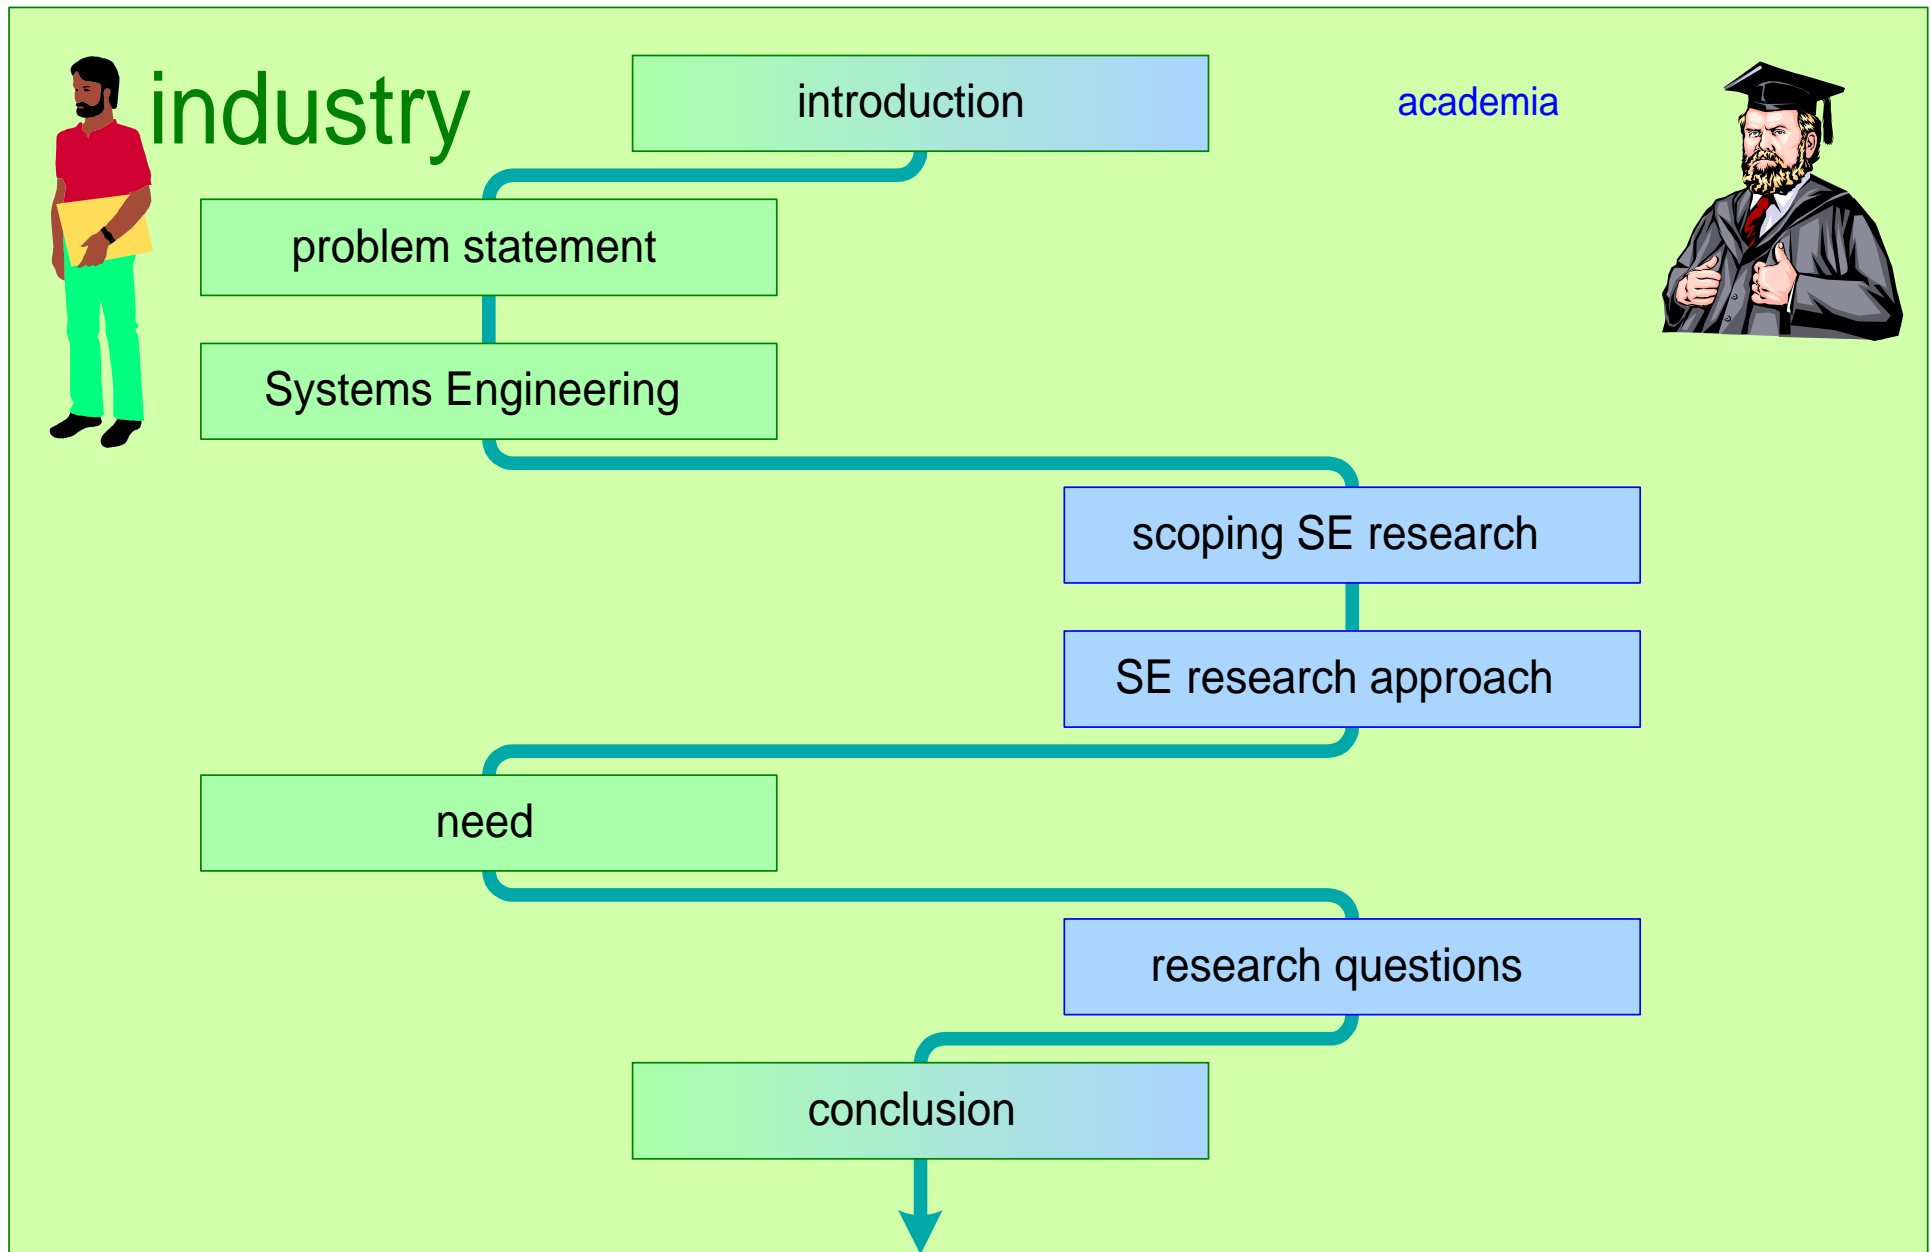 industry
introduction
academia
problem statement
Systems Engineering
scoping SE research
SE research approach
need
research questions
conclusion